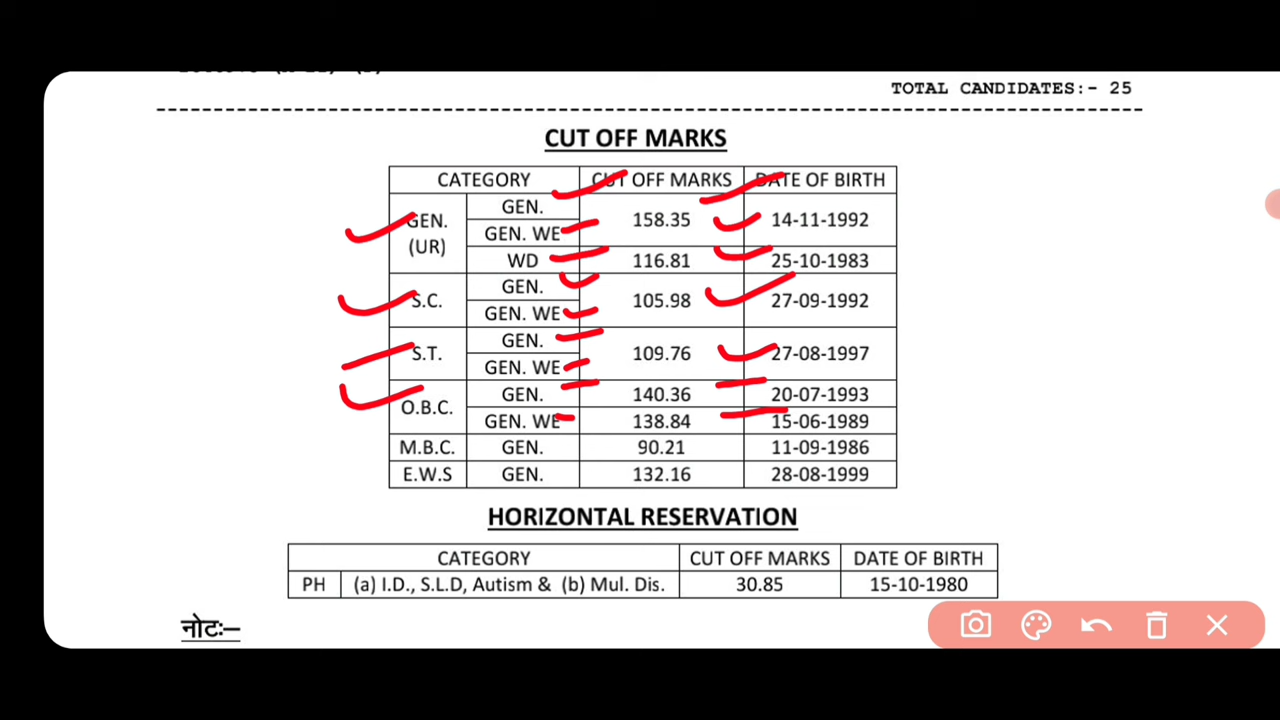 TOTAL CANDIDATES:- 25
CUT OFF MARKS
CATEGORY CUT OFF MARKS DATE OF BIRTH
GEN. (UR) GEN. 158.35 14-11-1992
GEN. WE
WD 116.81 25-10-1983
S.C. GEN. 105.98 27-09-1992
GEN. WE
S.T. GEN. 109.76 27-08-1997
GEN. WE
O.B.C. GEN. 140.36 20-07-1993
GEN. WE 138.84 15-06-1989
M.B.C. GEN. 90.21 11-09-1986
E.W.S GEN. 132.16 28-08-1999
HORIZONTAL RESERVATION
CATEGORY CUT OFF MARKS DATE OF BIRTH
PH (a) I.D., S.L.D, Autism & (b) Mul. Dis. 30.85 15-10-1980
नोटः–